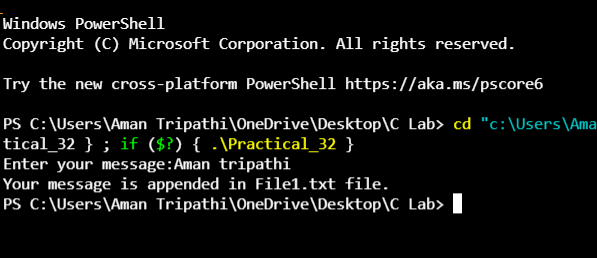 Windows PowerShell
Copyright (C) Microsoft Corporation. All rights reserved.
Try the new cross-platform PowerShell https://aka.ms/pscore6
PS C:\Users\Aman Tripathi\OneDrive\Desktop\C Lab> cd "c:\Users\Ama
tical_32 } ; if ($?) { .\Practical_32 }
Enter your message:Aman tripathi
Your message is appended in File1.txt file.
PS C:\Users\Aman Tripathi\OneDrive\Desktop\C Lab>